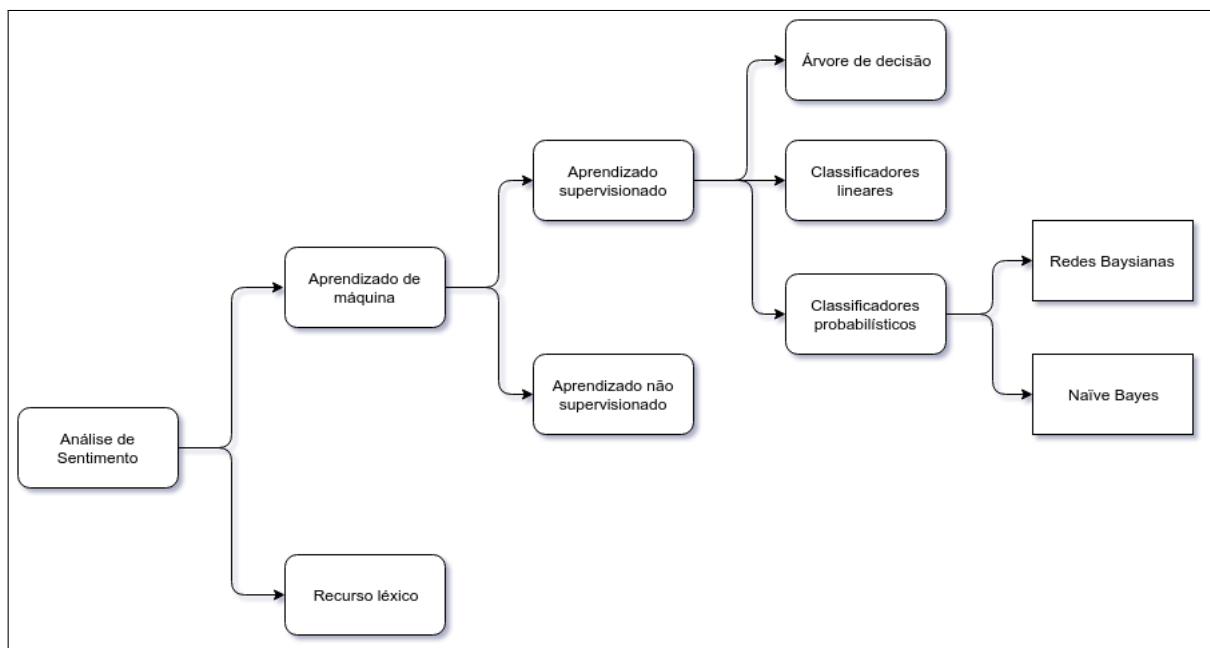 Árvore de decisão
Aprendizado
supervisionado
Classificadores
lineares
Redes Baysianas
Aprendizado de
máquina
Classificadores
probabilísticos
Aprendizado não
supervisionado
Naïve Bayes
Análise de
Sentimento
Recurso léxico